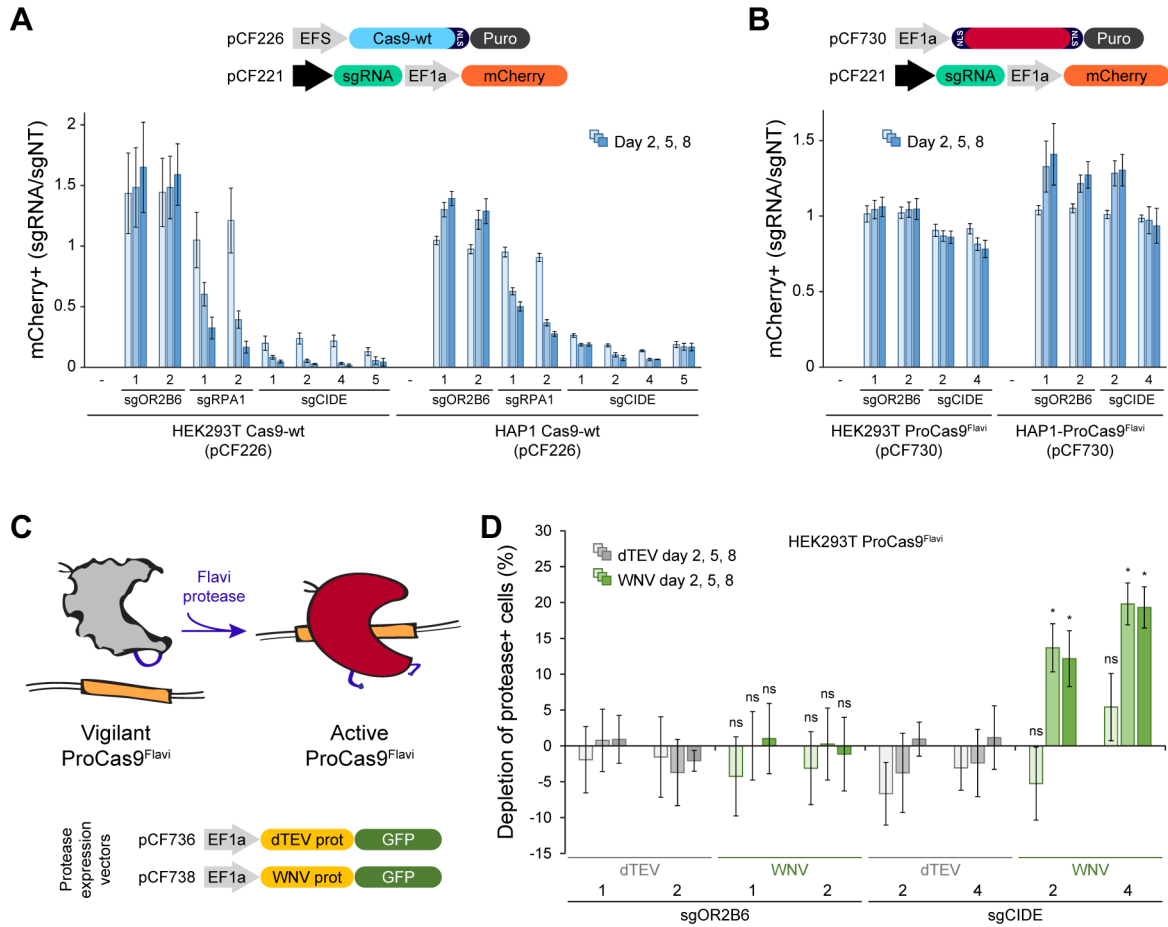 A
pCF226 EFS Cas9-wt NLS Puro
pCF221 sgRNA EF1a mCherry
mCherry+ (sgRNA/sgNT)
2
1.5
1
0.5
0
Day 2, 5, 8
- 1 2 1 2 1 2 4 5 - 1 2 1 2 1 2 4 5
sgOR2B6 sgRPA1 sgCIDE sgOR2B6 sgRPA1 sgCIDE
HEK293T Cas9-wt HAP1 Cas9-wt
(pCF226) (pCF226)
B
pCF730 EF1a NLS NLS Puro
pCF221 sgRNA EF1a mCherry
mCherry+ (sgRNA/sgNT)
1.5
1
0.5
0
Day 2, 5, 8
- 1 2 2 4 - 1 2 2 4
sgOR2B6 sgCIDE sgOR2B6 sgCIDE
HEK293T ProCas9Flavi HAP1-ProCas9Flavi
(pCF730) (pCF730)
C
Flavi
protease
Vigilant Active
ProCas9Flavi ProCas9Flavi
Protease
expression
vectors
pCF736 EF1a dTEV prot GFP
pCF738 EF1a WNV prot GFP
D
Depletion of protease+ cells (%)
30
25
20
15
10
5
0
-5
-10
-15
HEK293T ProCas9Flavi
dTEV day 2, 5, 8
WNV day 2, 5, 8
ns ns ns ns ns ns ns * * ns * *
dTEV WNV dTEV WNV
1 2 1 2 2 4 2 4
sgOR2B6 sgCIDE